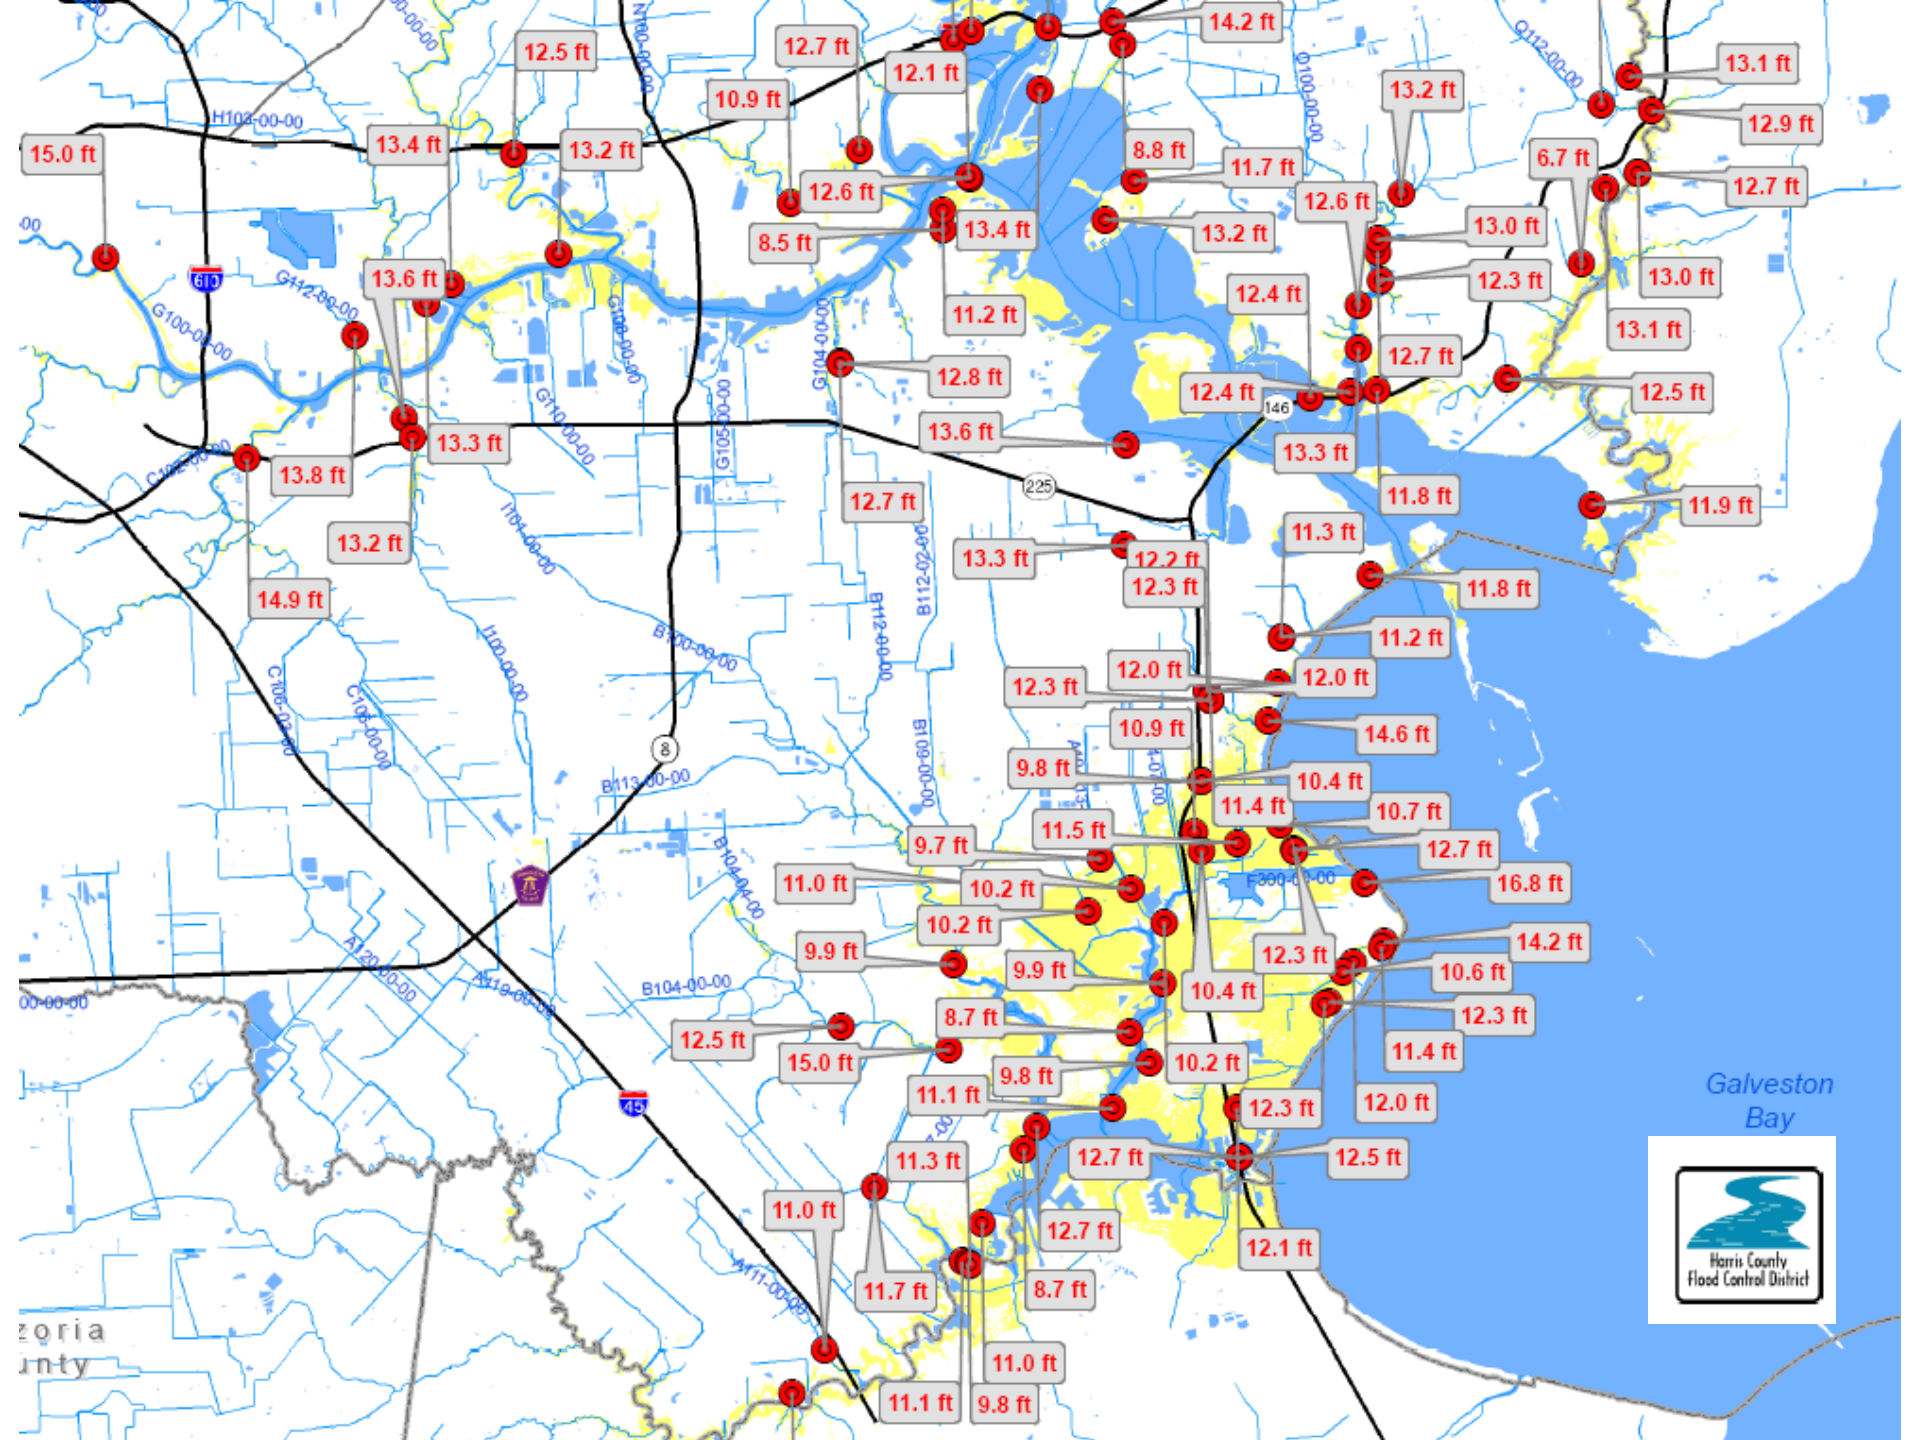 14.2 ft
12.5 ft
12.7 ft
12.1 ft
13.1 ft
Q112-00-00
N100-00-00
Q100-00-00
13.2 ft
10.9 ft
H103-00-00
12.9 ft
15.0 ft
13.4 ft
13.2 ft
8.8 ft
11.7 ft
6.7 ft
12.6 ft
12.7 ft
12.6 ft
8.5 ft
13.4 ft
13.2 ft
13.0 ft
610
G112-00-00
13.6 ft
12.3 ft
13.0 ft
12.4 ft
11.2 ft
G100-00-00
G108-00-00
G104-00-00
13.1 ft
12.7 ft
12.8 ft
12.4 ft
12.5 ft
146
G110-00-00
G105-00-00
13.6 ft
13.3 ft
13.3 ft
C102-00-00
13.8 ft
225
12.7 ft
11.8 ft
11.9 ft
I101-00-00
13.2 ft
B112-02-00
11.3 ft
13.3 ft
12.2 ft
12.3 ft
11.8 ft
14.9 ft
B112-00-00
11.2 ft
I100-00-00
B100-00-00
12.0 ft
12.0 ft
12.3 ft
C106-02-00
C106-00-00
10.9 ft
14.6 ft
8
B109-00-00
9.8 ft
10.4 ft
B113-00-00
11.4 ft
10.7 ft
11.5 ft
9.7 ft
12.7 ft
B104-04-00
11.0 ft
10.2 ft
F300-00-00
16.8 ft
10.2 ft
9.9 ft
12.3 ft
14.2 ft
A120-00-00
9.9 ft
10.6 ft
A119-00-00
B104-00-00
10.4 ft
00-00-00
8.7 ft
12.3 ft
12.5 ft
15.0 ft
10.2 ft
11.4 ft
9.8 ft
11.1 ft
12.3 ft
12.0 ft
45
Galveston
Bay
11.3 ft
12.7 ft
12.5 ft
11.0 ft
12.7 ft
12.1 ft
A111-00-00
11.7 ft
8.7 ft
Harris County
Flood Control District
zoria
unty
11.0 ft
11.1 ft
9.8 ft